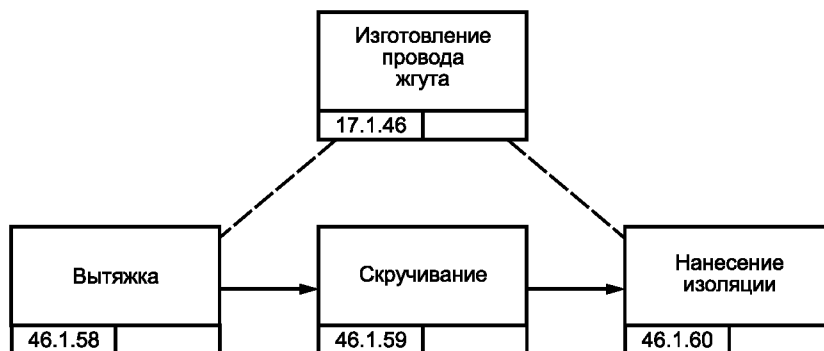 Изготовление
провода
жгута
17.1.46
Вытяжка
Скручивание
Нанесение
изоляции
46.1.58
46.1.59
46.1.60